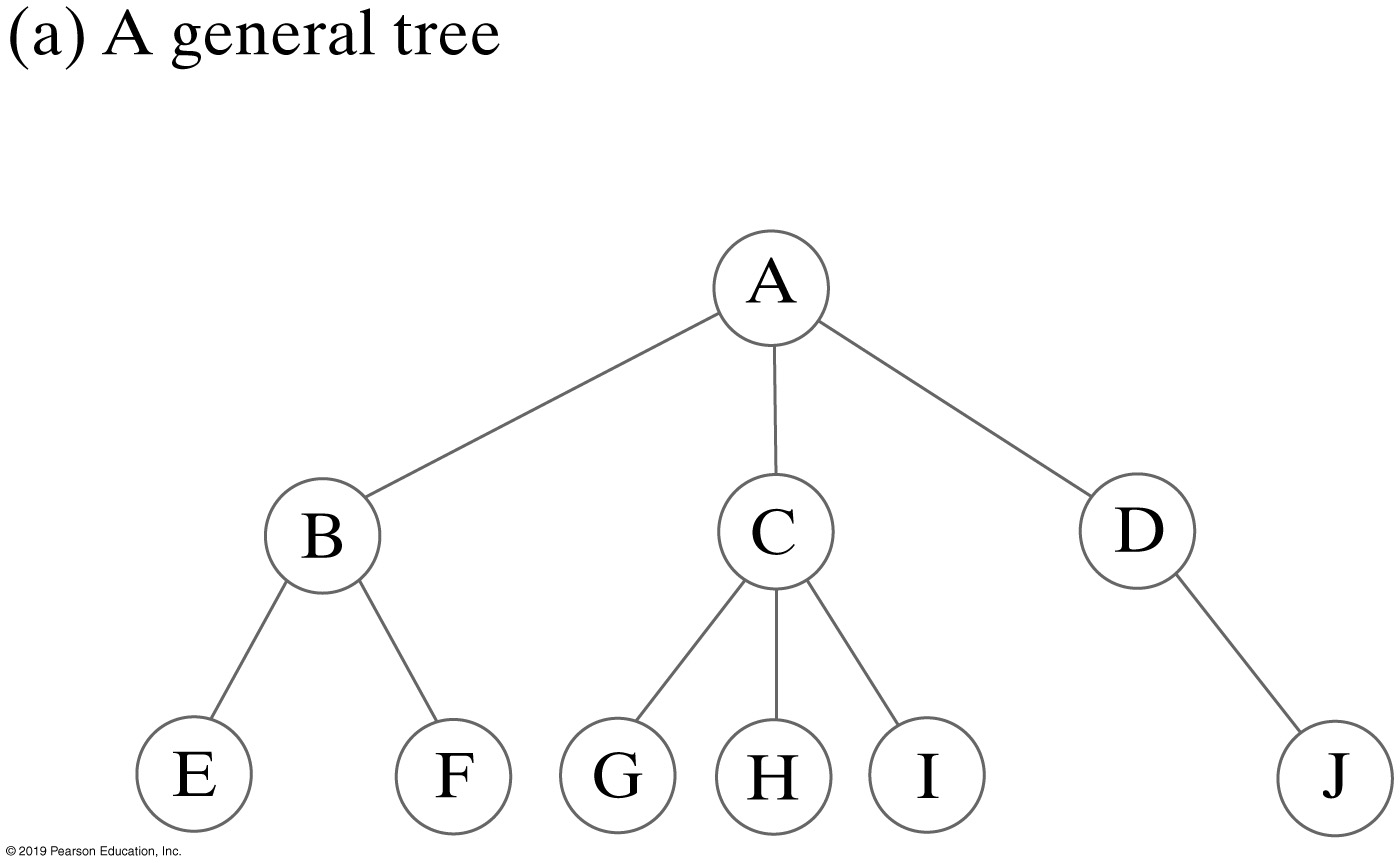 (a) A general tree
A
B C D
E F G H I J
© 2019 Pearson Education, Inc.